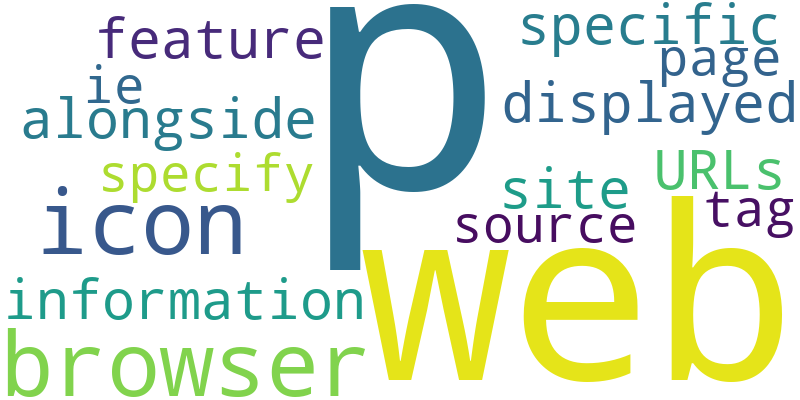 feature
p
specific
page
ie
displayed
alongside
specify
URLs
site
tag
icon
source
web
information
browser